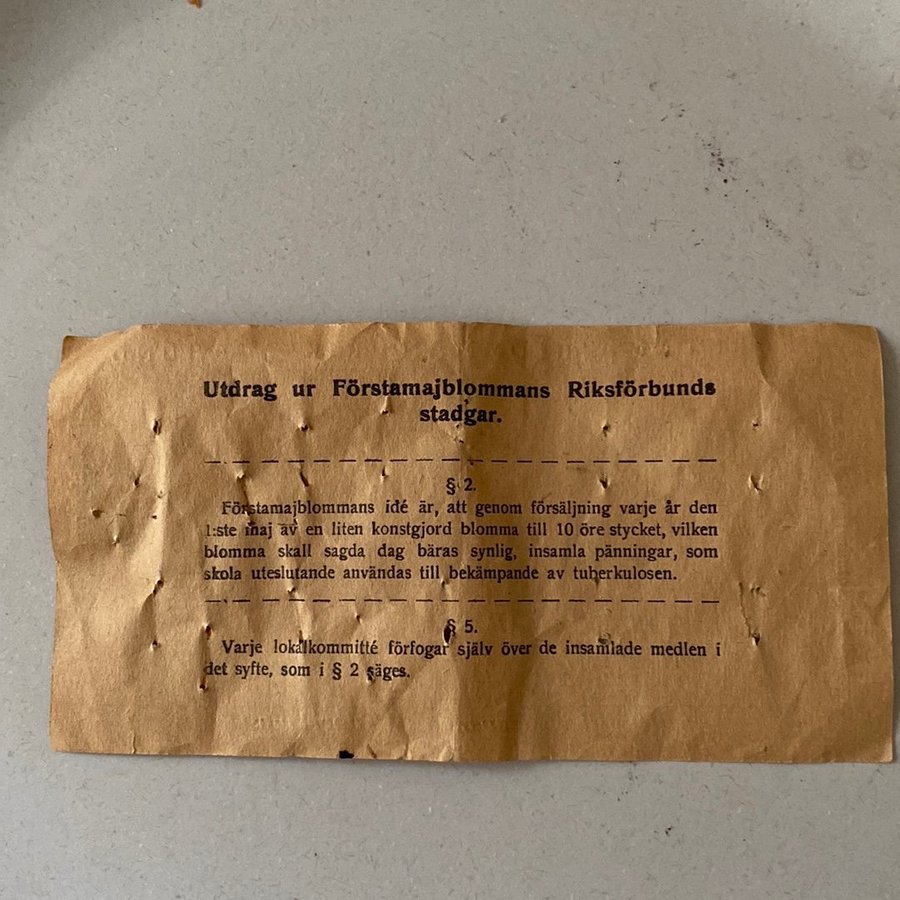 Utdrag ur Förstamajblommans Riksförbunds
stadgar.
§ 2.
Förstamajblommans idé är, att genom försäljning varje år den
1:ste maj av en liten konstgjord blomma till 10 öre stycket, vilken
blomma skall sagda dag bäras synlig, insamla pänningar, som
skola uteslutande användas till bekämpande av tuberkulosen.
§ 5.
Varje lokalkommitté förfogar själv över de insamlade medlen i
det syfte, som i § 2 säges.